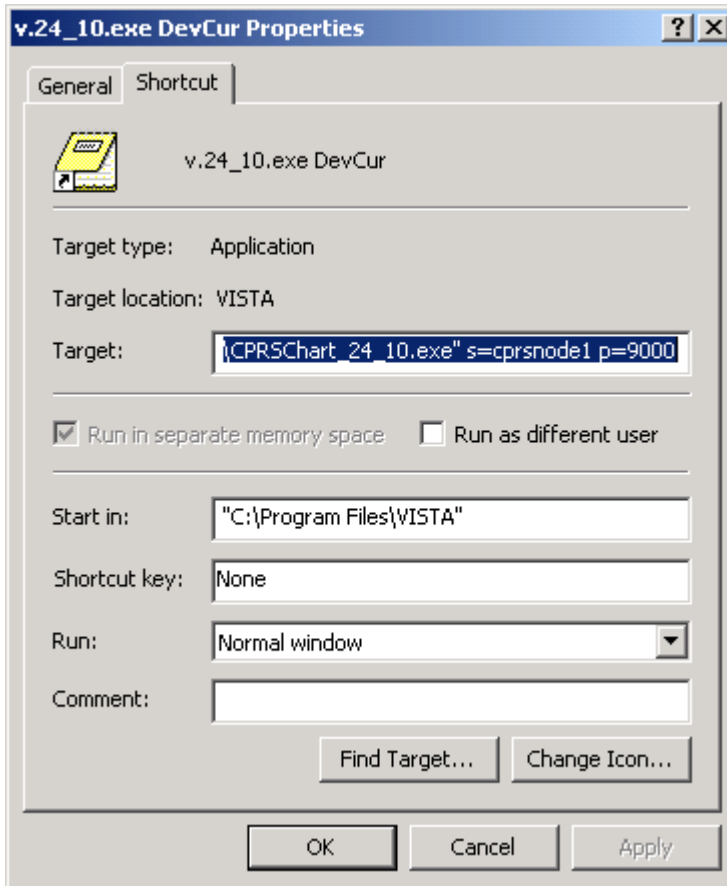 v.24_10.exe DevCur Properties
General Shortcut
v.24_10.exe DevCur
Target type: Application
Target location: VISTA
Target: \CPRSChart_24_10.exe" s=cprsnode1 p=9000
Run in separate memory space Run as different user
Start in: "C:\Program Files\VISTA"
Shortcut key: None
Run: Normal window
Comment:
Find Target... Change Icon...
OK Cancel Apply